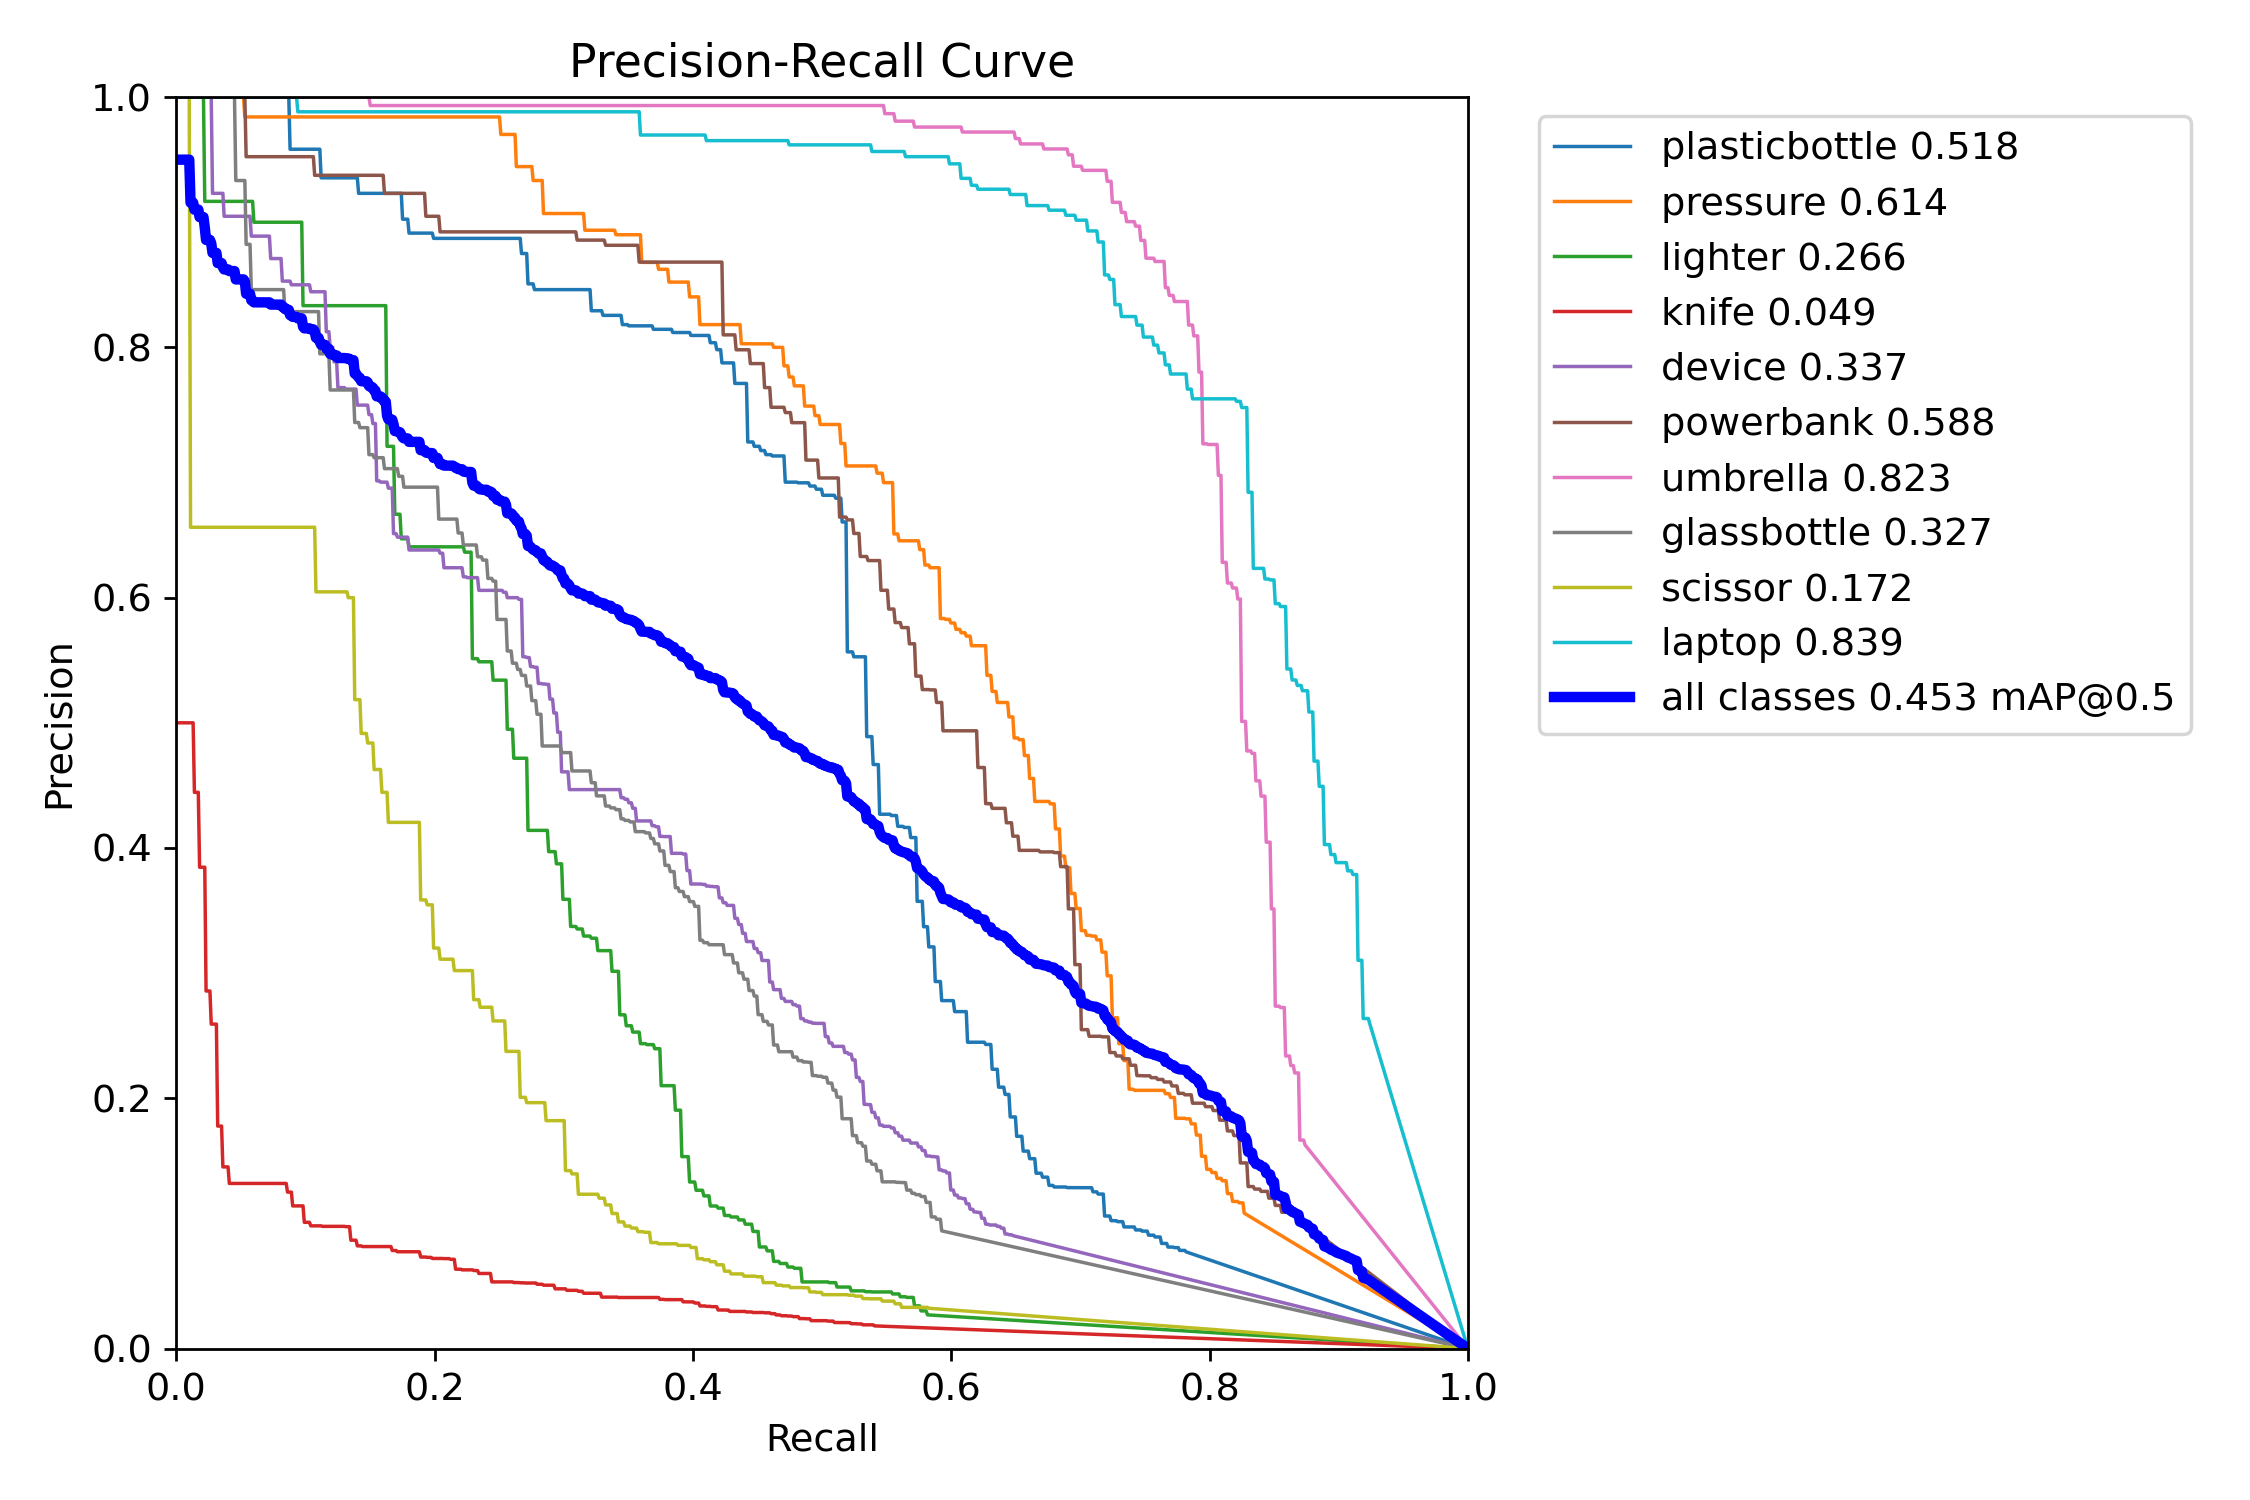 Precision-Recall Curve
1.0
0.8
0.6
0.4
0.2
0.0
Precision
0.0 0.2 0.4 0.6 0.8 1.0
Recall
plasticbottle 0.518
pressure 0.614
lighter 0.266
knife 0.049
device 0.337
powerbank 0.588
umbrella 0.823
glassbottle 0.327
scissor 0.172
laptop 0.839
all classes 0.453 mAP@0.5